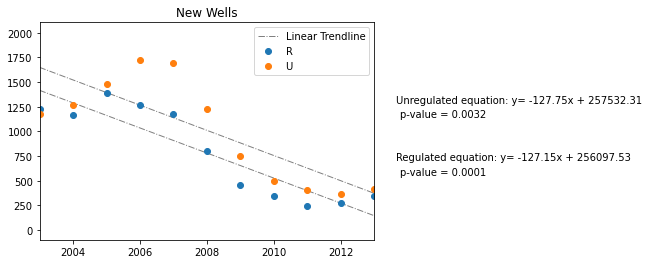 New Wells
2000
1750
1500
1250
1000
750
500
250
0
2004
2006
2008
2010
2012
Linear Trendline
R
U
Unregulated equation: y= -127.75x + 257532.31
p-value = 0.0032
Regulated equation: y= -127.15x + 256097.53
p-value = 0.0001